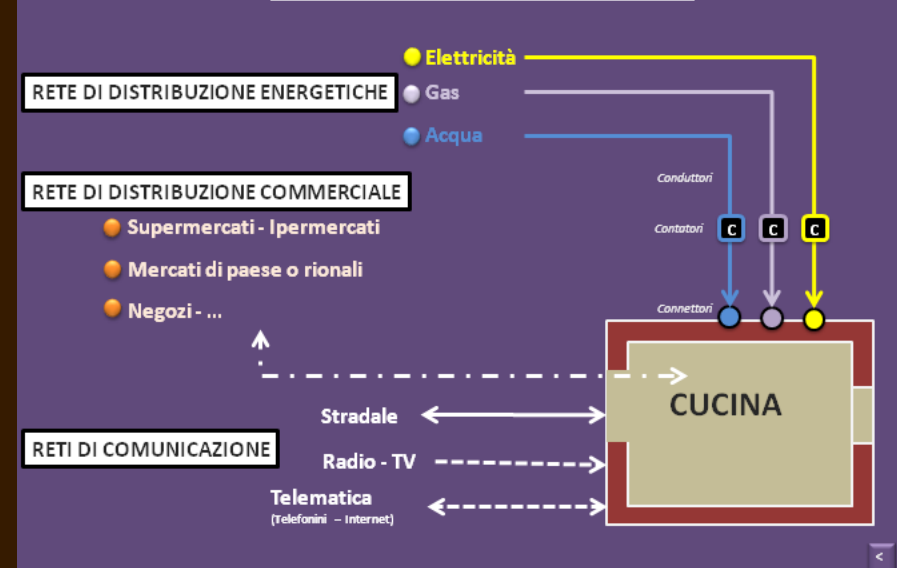 Elettricità
RETE DI DISTRIBUZIONE ENERGETICHE
Gas
Acqua
Conduttori
RETE DI DISTRIBUZIONE COMMERCIALE
Supermercati - Ipermercati
Contatori
C C C
Mercati di paese o rionali
Negozi - ...
Connettori
CUCINA
Stradale
RETI DI COMUNICAZIONE
Radio - TV
Telematica
(Telefonini – Internet)
<